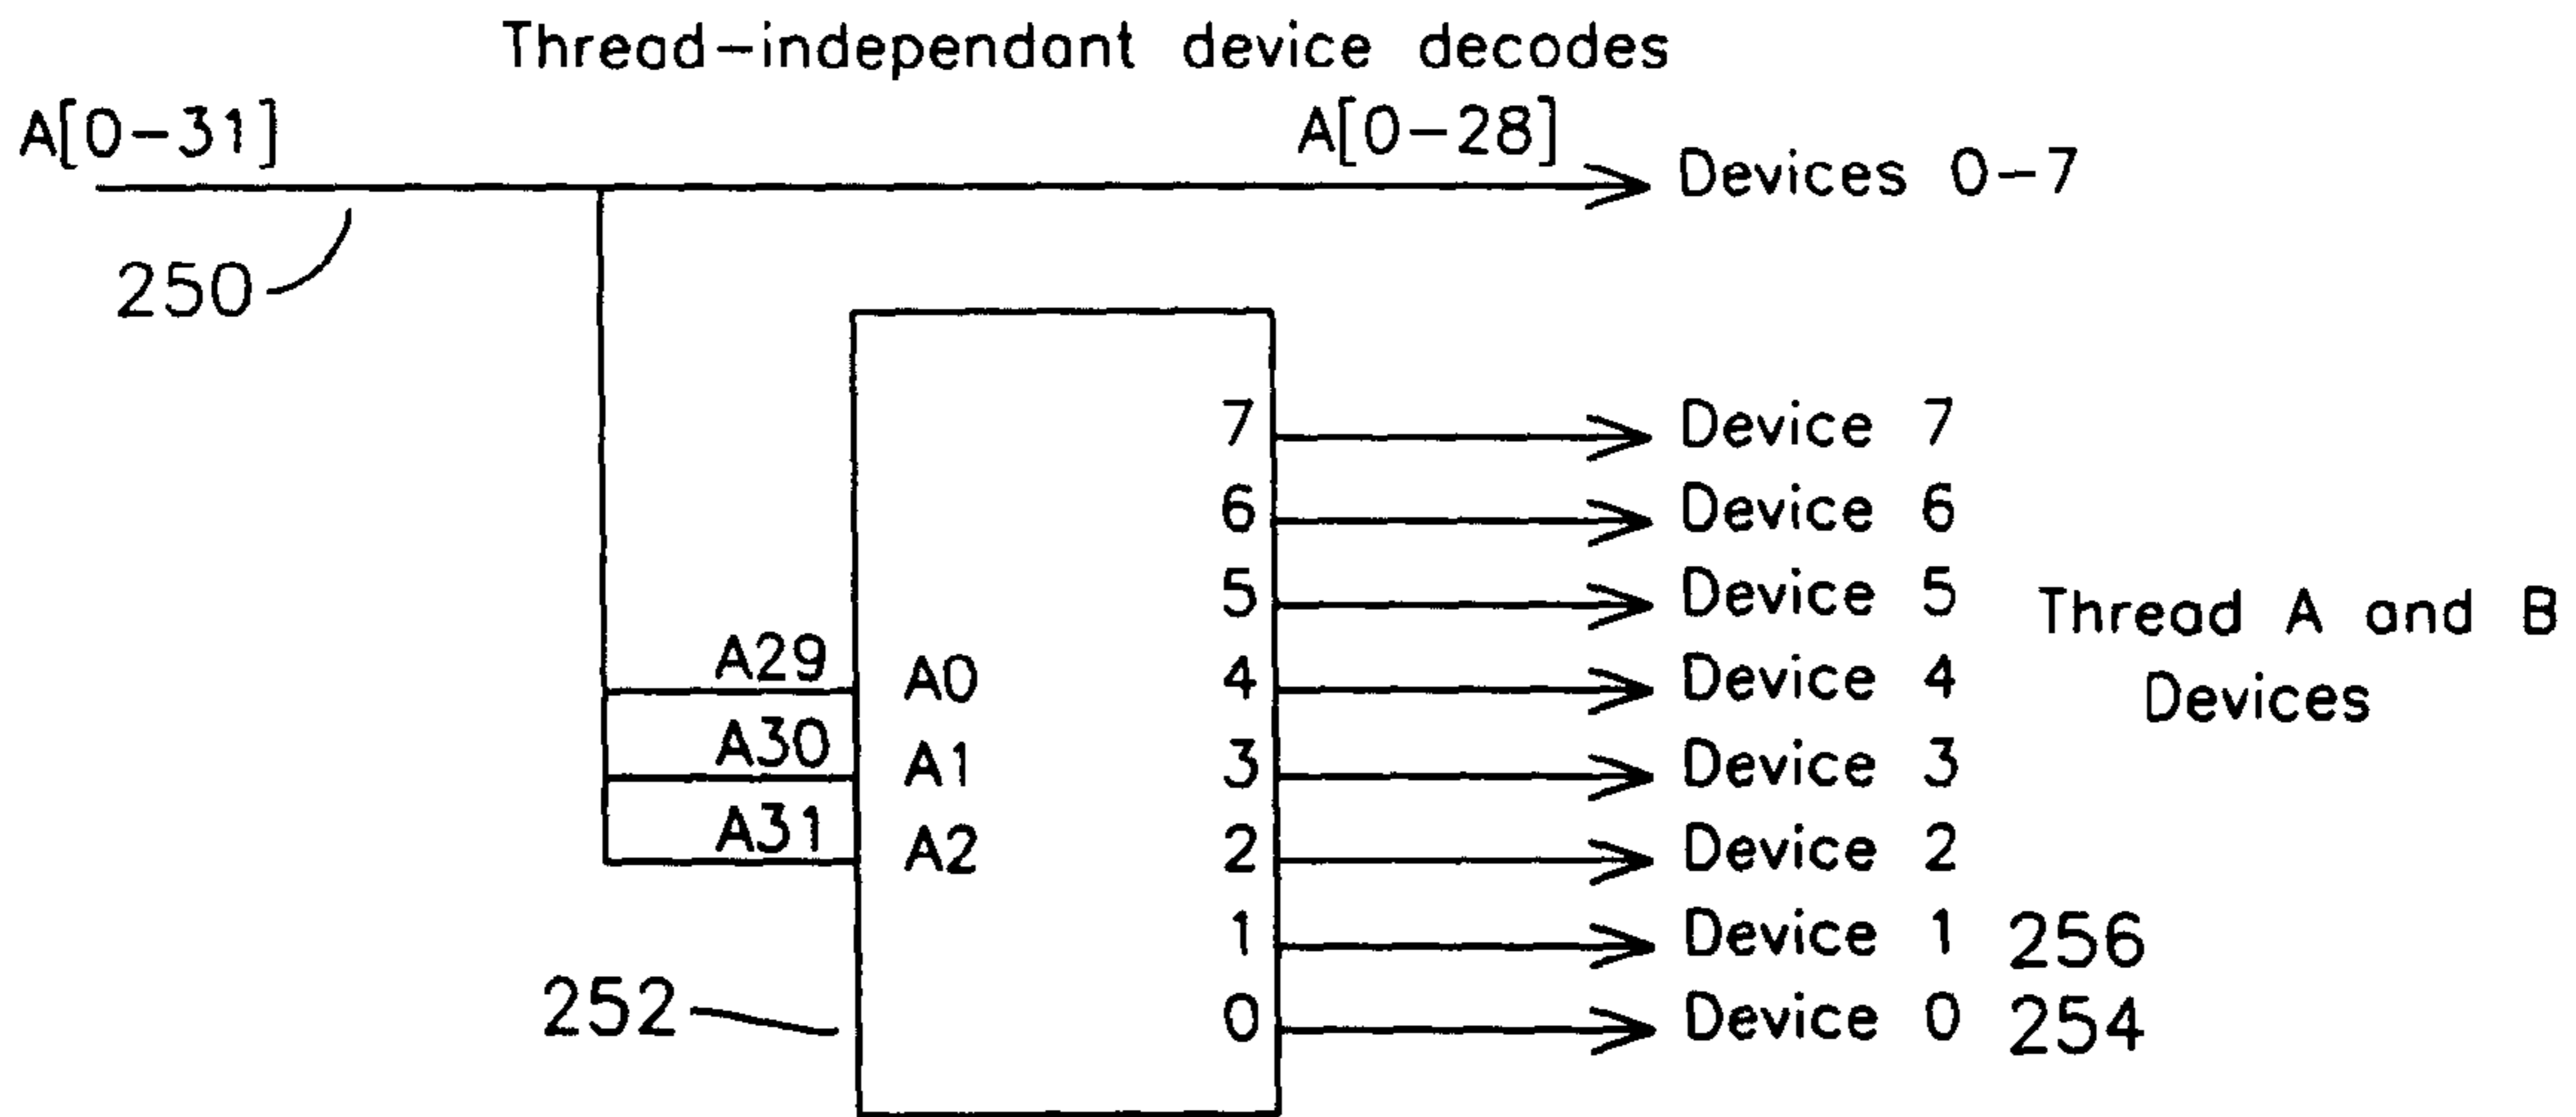 Thread-independant device decodes
A[0-31]
A[0-28]
Devices 0-7
250
7
Device 7
6
Device 6
5
Device 5
Thread A and B
Devices
A29
A0
4
Device 4
A30
A1
3
Device 3
A31
A2
2
Device 2
1
Device 1
256
252
0
Device 0
254